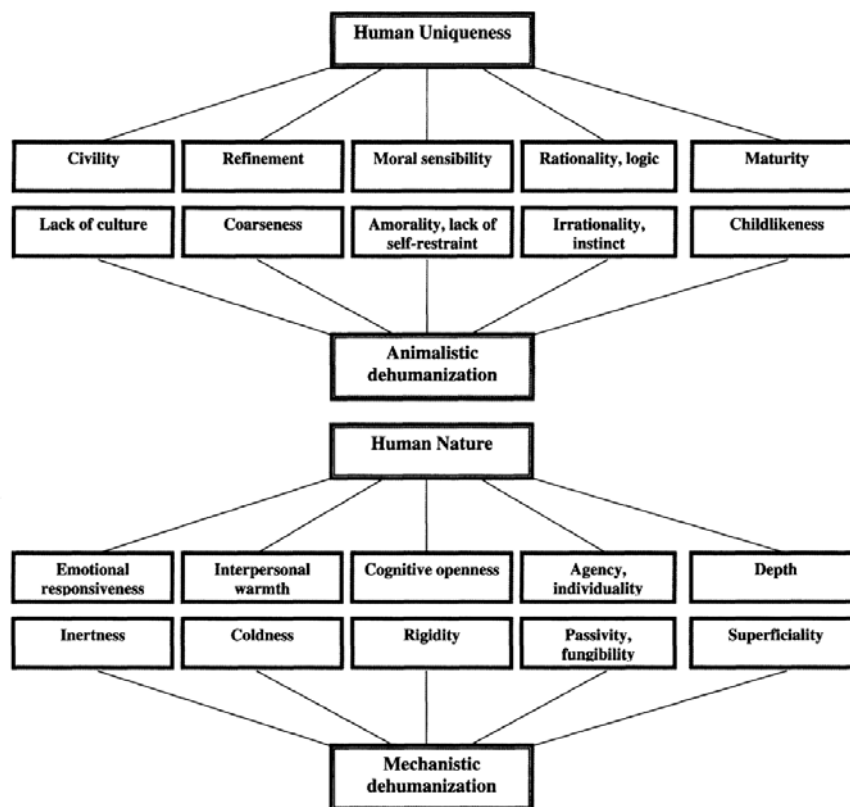 Human Uniqueness
Civility
Refinement
Moral sensibility
Rationality, logic
Maturity
Lack of culture
Coarseness
Amorality, lack of
self-restraint
Irrationality,
instinct
Childlikeness
Animalistic
dehumanization
Human Nature
Emotional
responsiveness
Interpersonal
warmth
Cognitive openness
Agency,
individuality
Depth
Inertness
Coldness
Rigidity
Passivity,
fungibility
Superficiality
Mechanistic
dehumanization